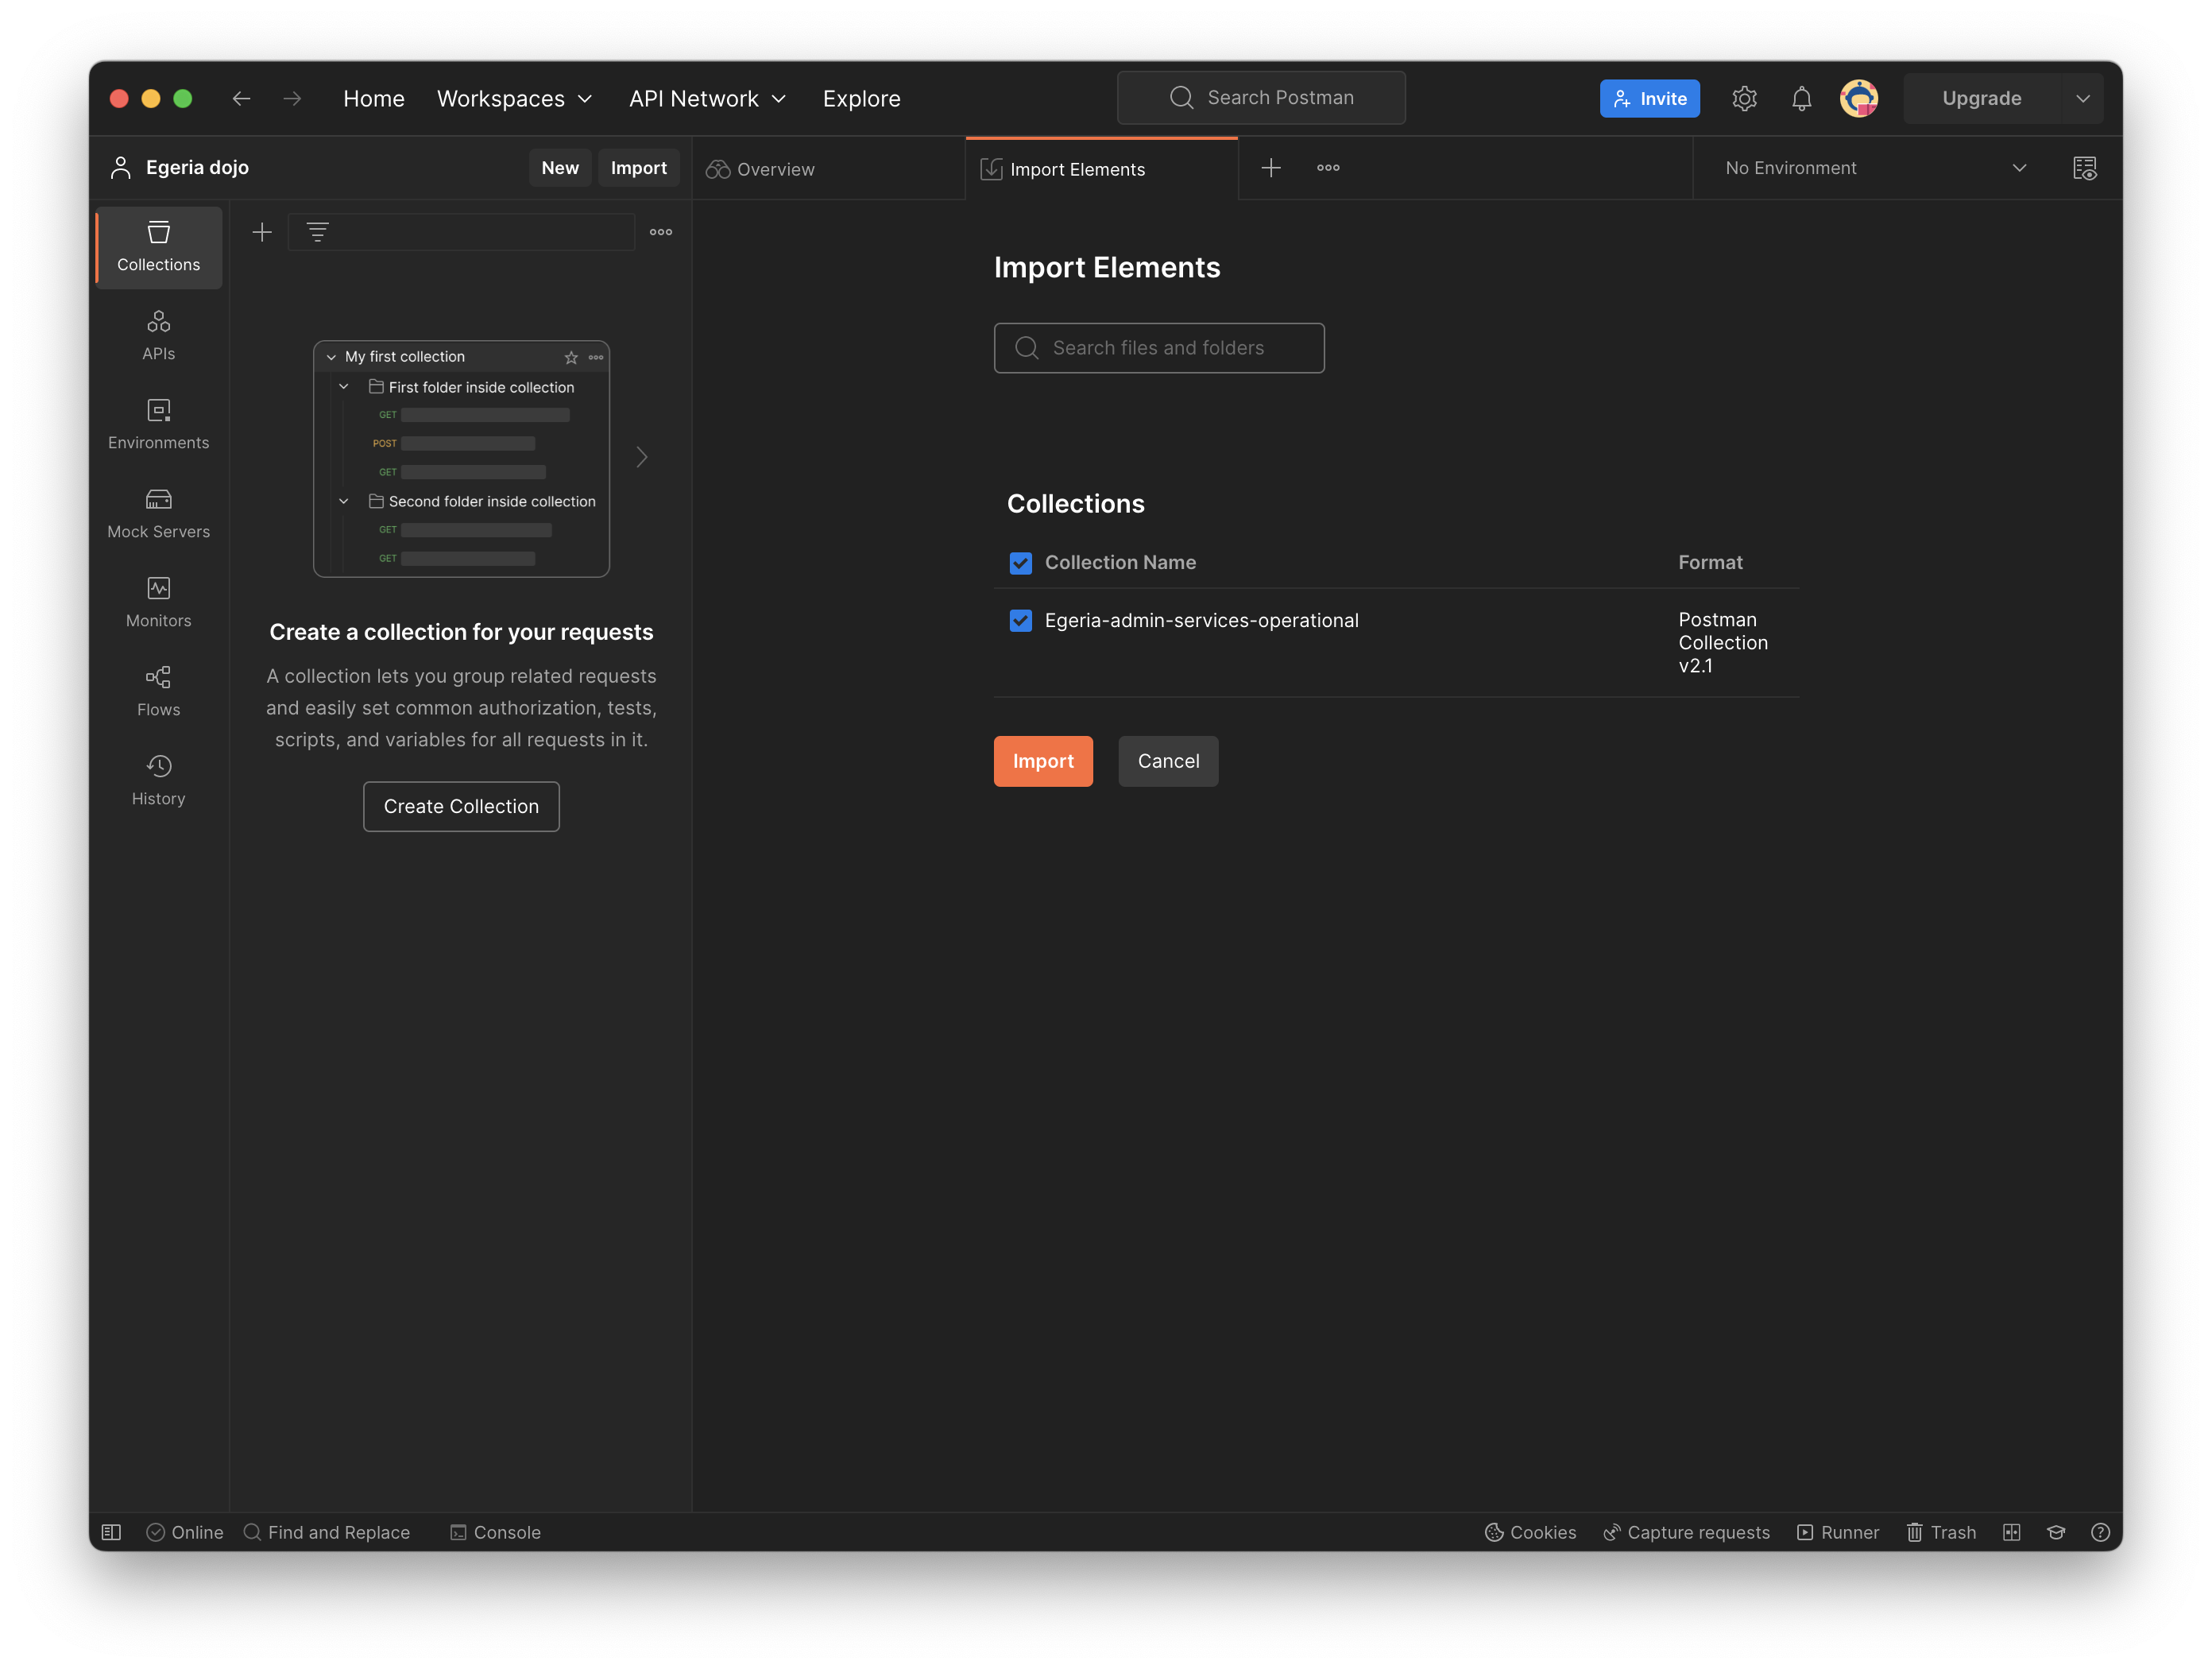 Home
Workspaces
API Network
Explore
Search Postman
Invite
Upgrade
Egeria dojo
New
Import
Overview
Import Elements
No Environment
Collections
APIs
Environments
Mock Servers
Monitors
Flows
History
My first collection
First folder inside collection
GET
POST
GET
Second folder inside collection
GET
GET
Create a collection for your requests
A collection lets you group related requests
and easily set common authorization, tests,
scripts, and variables for all requests in it.
Create Collection
Import Elements
Search files and folders
Collections
Collection Name
Format
Egeria-admin-services-operational
Postman
Collection
v2.1
Import
Cancel
Online
Find and Replace
Console
Cookies
Capture requests
Runner
Trash